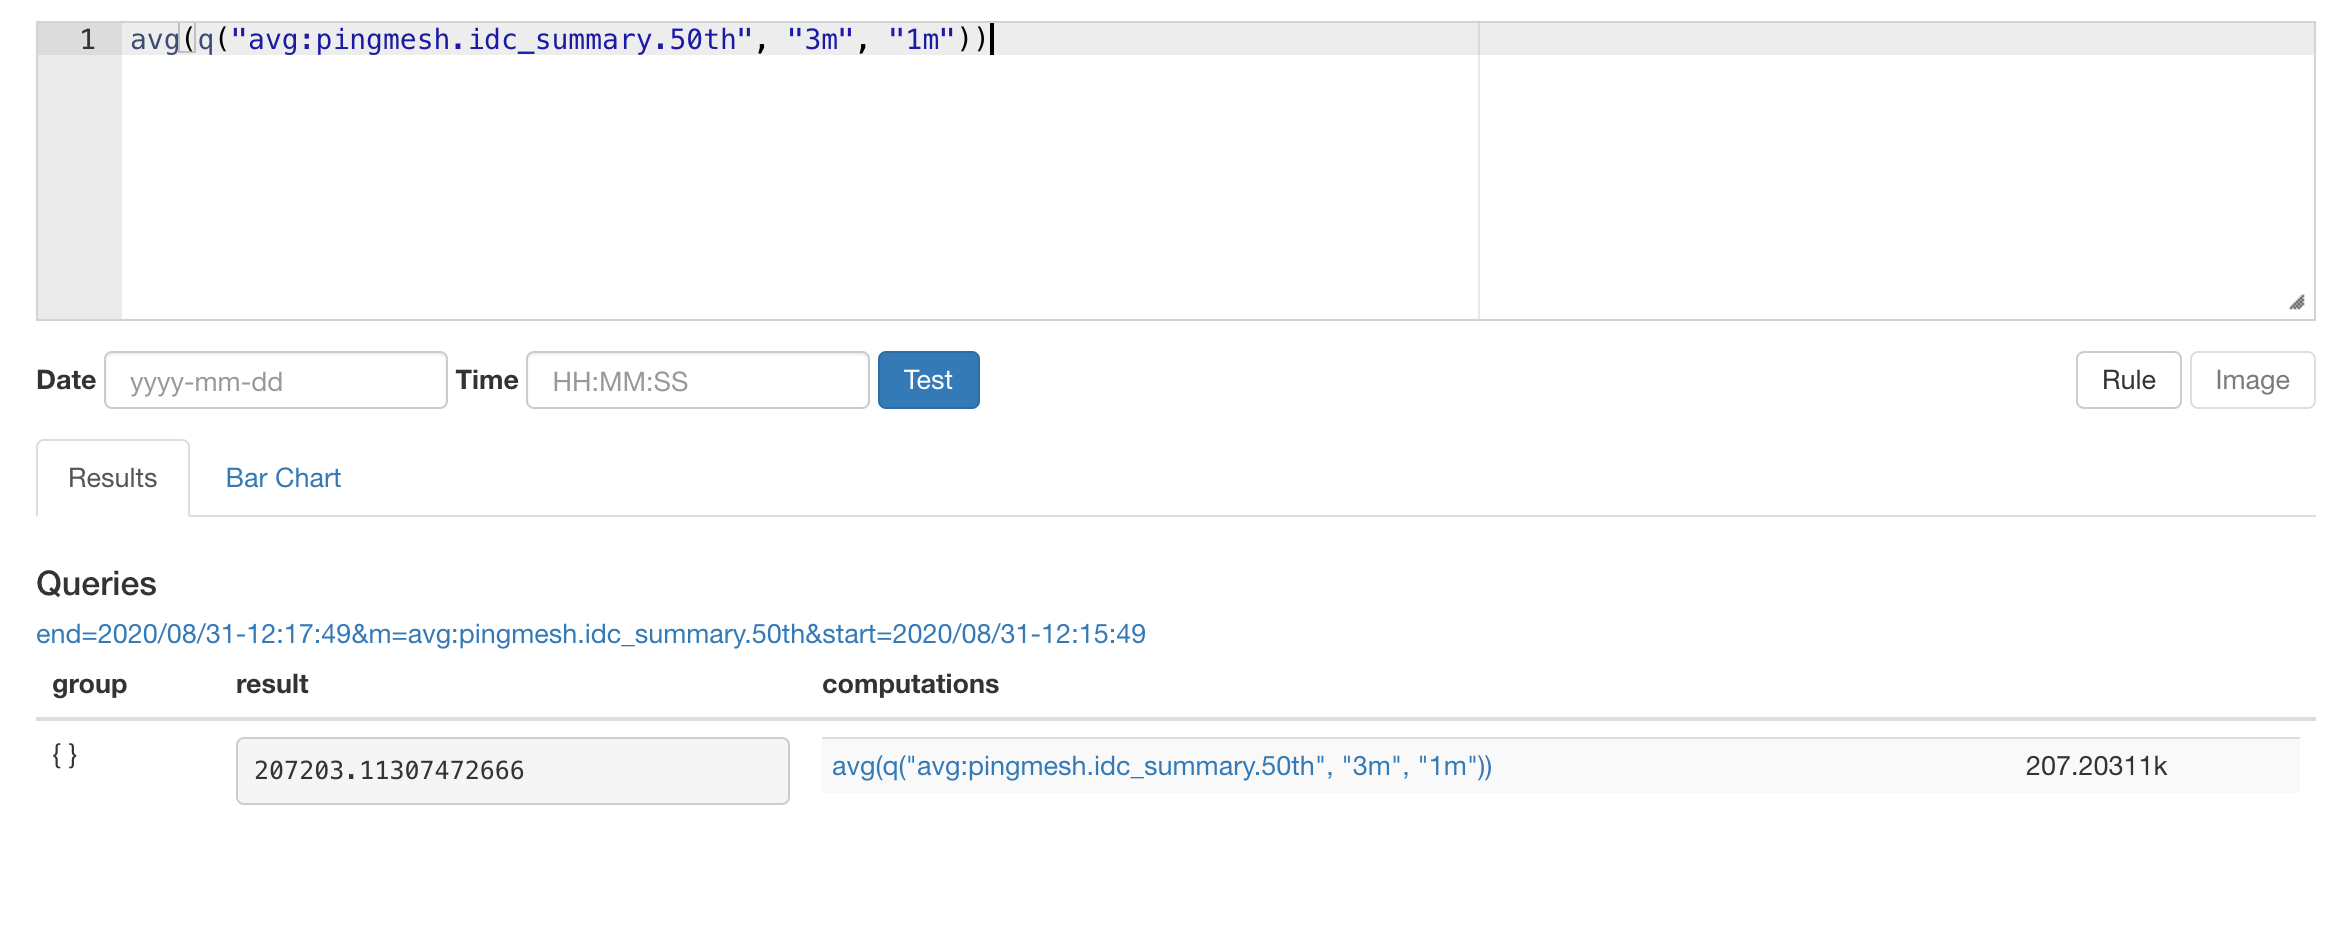 1 avg(q("avg:pingmesh.idc_summary.50th", "3m", "1m"))
Date yyyy-mm-dd Time HH:MM:SS Test Rule Image
Results Bar Chart
Queries
end=2020/08/31-12:17:49&m=avg:pingmesh.idc_summary.50th&start=2020/08/31-12:15:49
group result computations
{ } 207203.11307472666 avg(q("avg:pingmesh.idc_summary.50th", "3m", "1m")) 207.20311k